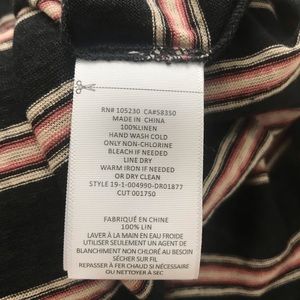 RN# 105230 CA#58350
MADE IN CHINA
100%LINEN
HAND WASH COLD
ONLY NON-CHLORINE
BLEACH IF NEEDED
LINE DRY
WARM IRON IF NEEDED
OR DRY CLEAN
STYLE 19-1-004990-DR01877
CUT 001750
FABRIQUÉ EN CHINE
100% LIN
LAVER À LA MAIN EN EAU FROIDE
UTILISER SEULEMENT UN AGENT DE
BLANCHIMENT NON CHLORÉ AU BESOIN
SÉCHER SUR FIL
REPASSER À FER CHAUD SI NÉCESSAIRE
OU NETTOYER À SEC